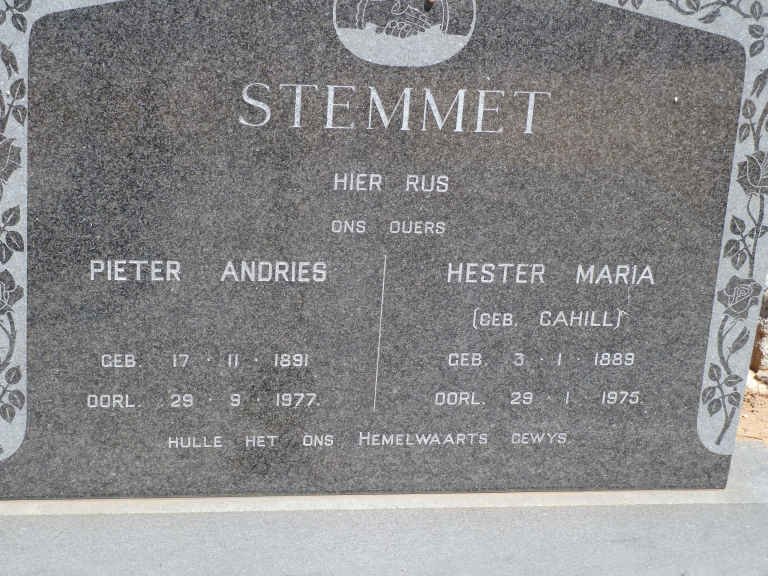 STEMMET
HIER RUS
ONS OUERS
PIETER ANDRIES
GEB. 17 · 11 · 1891
OORL. 29 · 9 · 1977.
HESTER MARIA
(GEB. CAHILL)
GEB. 3 · 1 · 1889
OORL. 29 · 1 · 1975.
HULLE HET ONS HEMELWAARTS GEWYS